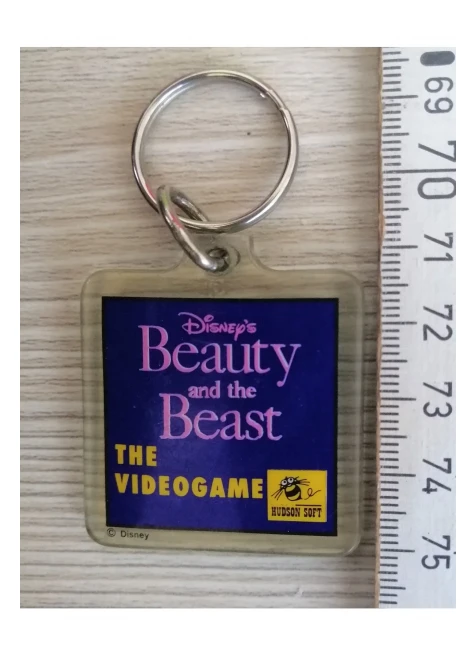 Disney's
Beauty
and the
Beast
THE
VIDEOGAME
HUDSON SOFT
© Disney
69
70
71
72
73
74
75